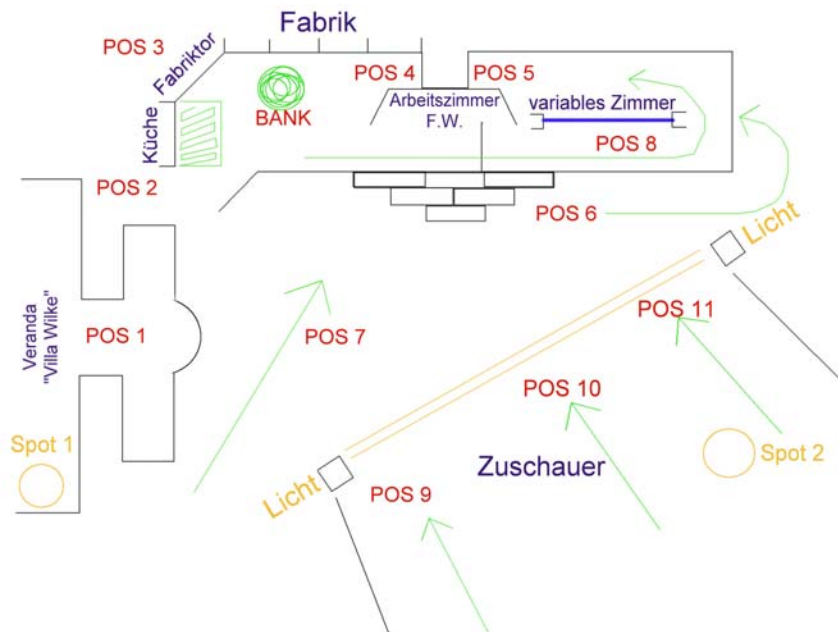 Fabrik
POS 3
Fabriktor
POS 4
POS 5
Arbeitszimmer
F.W.
variables Zimmer
BANK
Küche
POS 8
POS 2
POS 6
Licht
Veranda
"Villa Wilke"
POS 1
POS 7
POS 11
POS 10
Spot 1
Zuschauer
Spot 2
Licht
POS 9